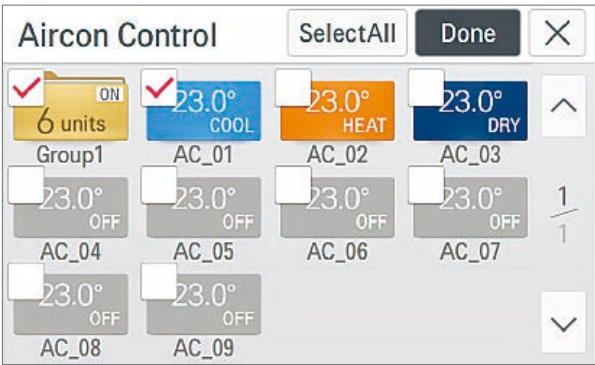 Aircon Control SelectAll Done
ON
6 units 23.0° 23.0° 23.0°
COOL HEAT DRY
Group1 AC_01 AC_02 AC_03
23.0° 23.0° 23.0° 23.0° 1
OFF OFF OFF OFF 1
AC_04 AC_05 AC_06 AC_07
23.0° 23.0°
OFF OFF
AC_08 AC_09